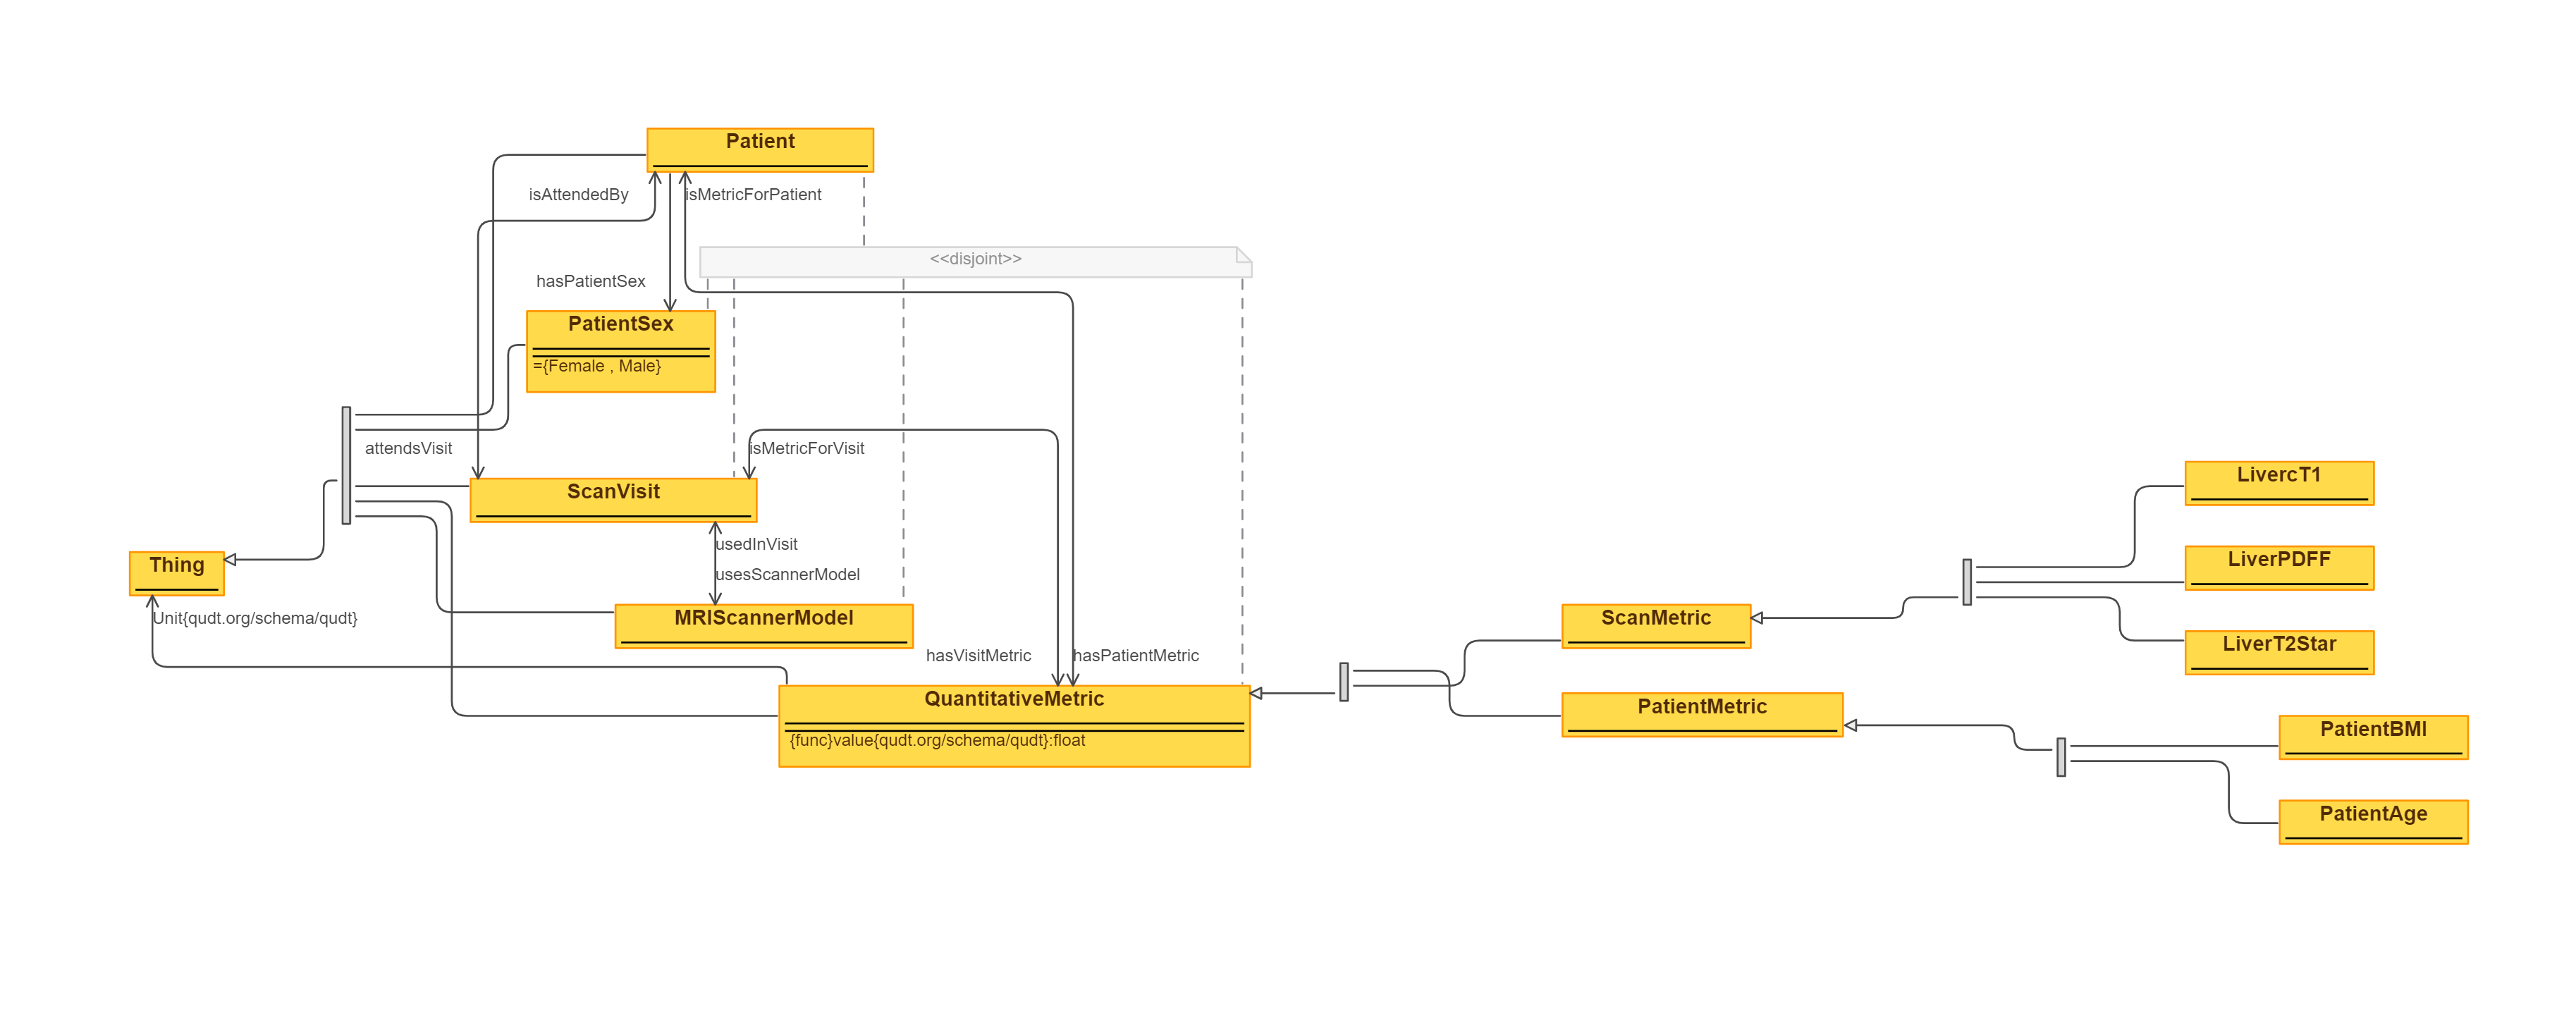 Patient
isAttendedBy
isMetricForPatient
<<disjoint>>
hasPatientSex
PatientSex
={Female , Male}
attendsVisit
isMetricForVisit
ScanVisit
usedInVisit
usesScannerModel
Thing
Unit{qudt.org/schema/qudt}
MRIScannerModel
hasVisitMetric
hasPatientMetric
QuantitativeMetric
{func}value{qudt.org/schema/qudt}:float
ScanMetric
PatientMetric
LivercT1
LiverPDFF
LiverT2Star
PatientBMI
PatientAge